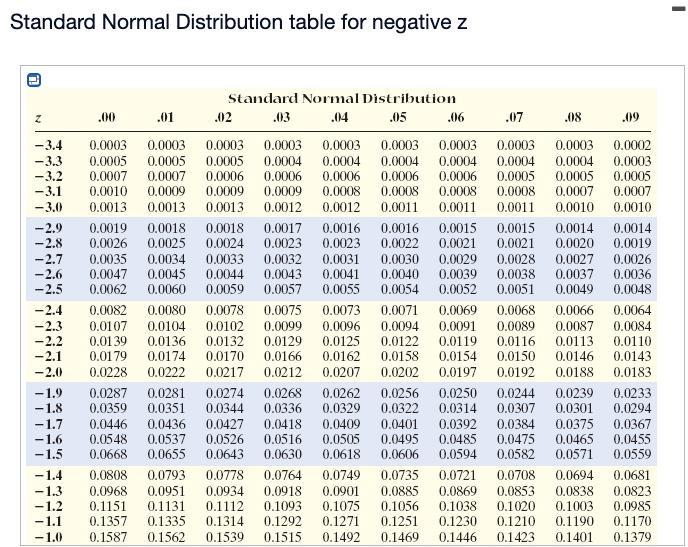 Standard Normal Distribution table for negative z
Standard Normal Distribution
z .00 .01 .02 .03 .04 .05 .06 .07 .08 .09
−3.4 0.0003 0.0003 0.0003 0.0003 0.0003 0.0003 0.0003 0.0003 0.0003 0.0002
−3.3 0.0005 0.0005 0.0005 0.0004 0.0004 0.0004 0.0004 0.0004 0.0004 0.0003
−3.2 0.0007 0.0007 0.0006 0.0006 0.0006 0.0006 0.0006 0.0005 0.0005 0.0005
−3.1 0.0010 0.0009 0.0009 0.0009 0.0008 0.0008 0.0008 0.0008 0.0007 0.0007
−3.0 0.0013 0.0013 0.0013 0.0012 0.0012 0.0011 0.0011 0.0011 0.0010 0.0010
−2.9 0.0019 0.0018 0.0018 0.0017 0.0016 0.0016 0.0015 0.0015 0.0014 0.0014
−2.8 0.0026 0.0025 0.0024 0.0023 0.0023 0.0022 0.0021 0.0021 0.0020 0.0019
−2.7 0.0035 0.0034 0.0033 0.0032 0.0031 0.0030 0.0029 0.0028 0.0027 0.0026
−2.6 0.0047 0.0045 0.0044 0.0043 0.0041 0.0040 0.0039 0.0038 0.0037 0.0036
−2.5 0.0062 0.0060 0.0059 0.0057 0.0055 0.0054 0.0052 0.0051 0.0049 0.0048
−2.4 0.0082 0.0080 0.0078 0.0075 0.0073 0.0071 0.0069 0.0068 0.0066 0.0064
−2.3 0.0107 0.0104 0.0102 0.0099 0.0096 0.0094 0.0091 0.0089 0.0087 0.0084
−2.2 0.0139 0.0136 0.0132 0.0129 0.0125 0.0122 0.0119 0.0116 0.0113 0.0110
−2.1 0.0179 0.0174 0.0170 0.0166 0.0162 0.0158 0.0154 0.0150 0.0146 0.0143
−2.0 0.0228 0.0222 0.0217 0.0212 0.0207 0.0202 0.0197 0.0192 0.0188 0.0183
−1.9 0.0287 0.0281 0.0274 0.0268 0.0262 0.0256 0.0250 0.0244 0.0239 0.0233
−1.8 0.0359 0.0351 0.0344 0.0336 0.0329 0.0322 0.0314 0.0307 0.0301 0.0294
−1.7 0.0446 0.0436 0.0427 0.0418 0.0409 0.0401 0.0392 0.0384 0.0375 0.0367
−1.6 0.0548 0.0537 0.0526 0.0516 0.0505 0.0495 0.0485 0.0475 0.0465 0.0455
−1.5 0.0668 0.0655 0.0643 0.0630 0.0618 0.0606 0.0594 0.0582 0.0571 0.0559
−1.4 0.0808 0.0793 0.0778 0.0764 0.0749 0.0735 0.0721 0.0708 0.0694 0.0681
−1.3 0.0968 0.0951 0.0934 0.0918 0.0901 0.0885 0.0869 0.0853 0.0838 0.0823
−1.2 0.1151 0.1131 0.1112 0.1093 0.1075 0.1056 0.1038 0.1020 0.1003 0.0985
−1.1 0.1357 0.1335 0.1314 0.1292 0.1271 0.1251 0.1230 0.1210 0.1190 0.1170
−1.0 0.1587 0.1562 0.1539 0.1515 0.1492 0.1469 0.1446 0.1423 0.1401 0.1379